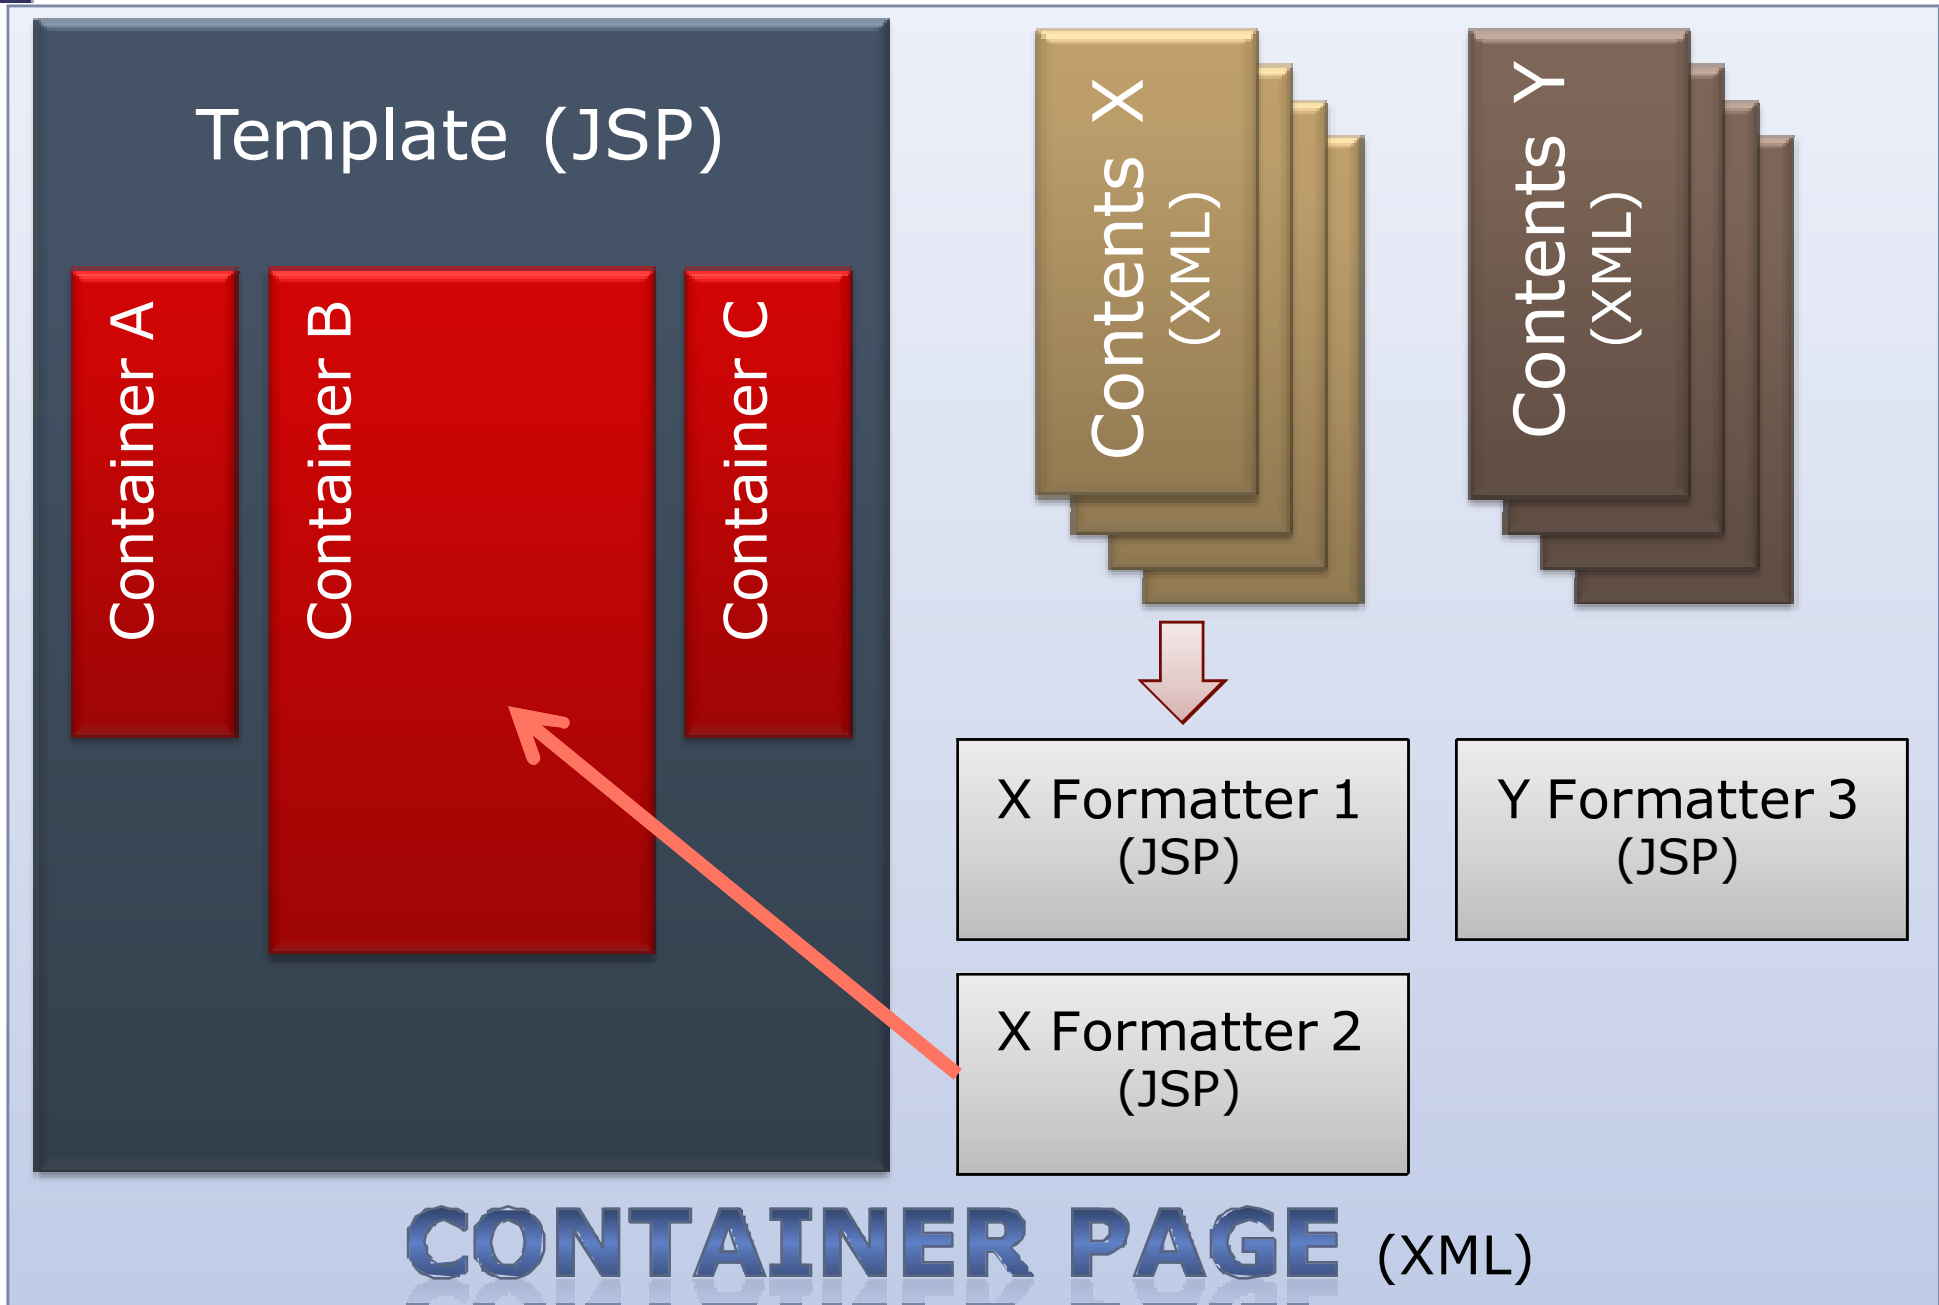 Template (JSP)
Container A
Container B
Container C
Contents X
(XML)
Contents Y
(XML)
X Formatter 1
(JSP)
Y Formatter 3
(JSP)
X Formatter 2
(JSP)
CONTAINER PAGE (XML)